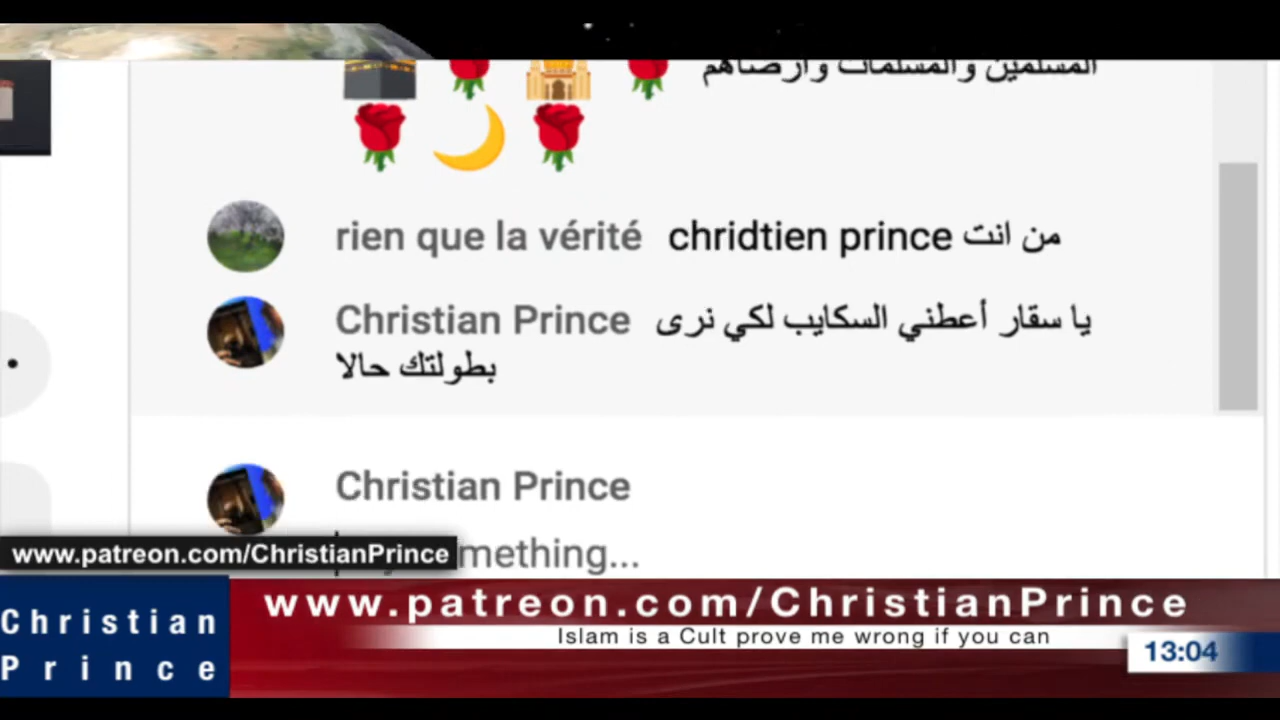 المسلمين والمسلمات وارضاهم
rien que la vérité chridtien prince من انت
Christian Prince يا سقار أعطني السكايب لكي نرى
بطولتك حالا
Christian Prince
mething...
www.patreon.com/ChristianPrince
www.patreon.com/ChristianPrince
Islam is a Cult prove me wrong if you can
Christian
Prince
13:04